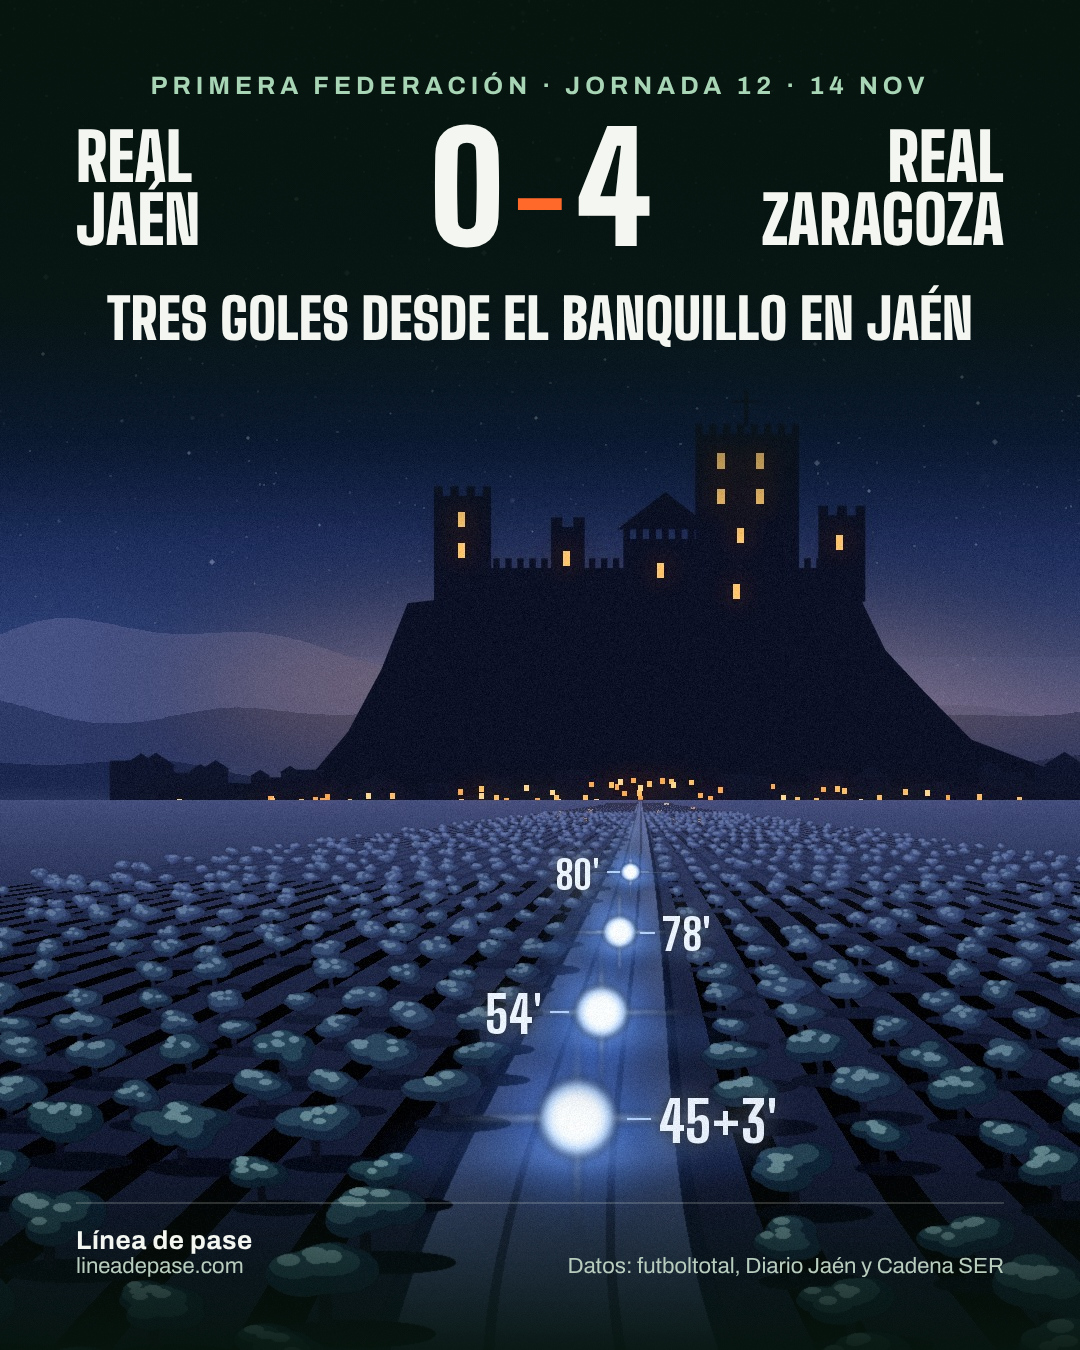 PRIMERA FEDERACIÓN · JORNADA 12 · 14 NOV
REAL
JAÉN
0–4
REAL
ZARAGOZA
TRES GOLES DESDE EL BANQUILLO EN JAÉN
80'
78'
54'
45+3'
Línea de pase
lineadepase.com
Datos: futboltotal, Diario Jaén y Cadena SER